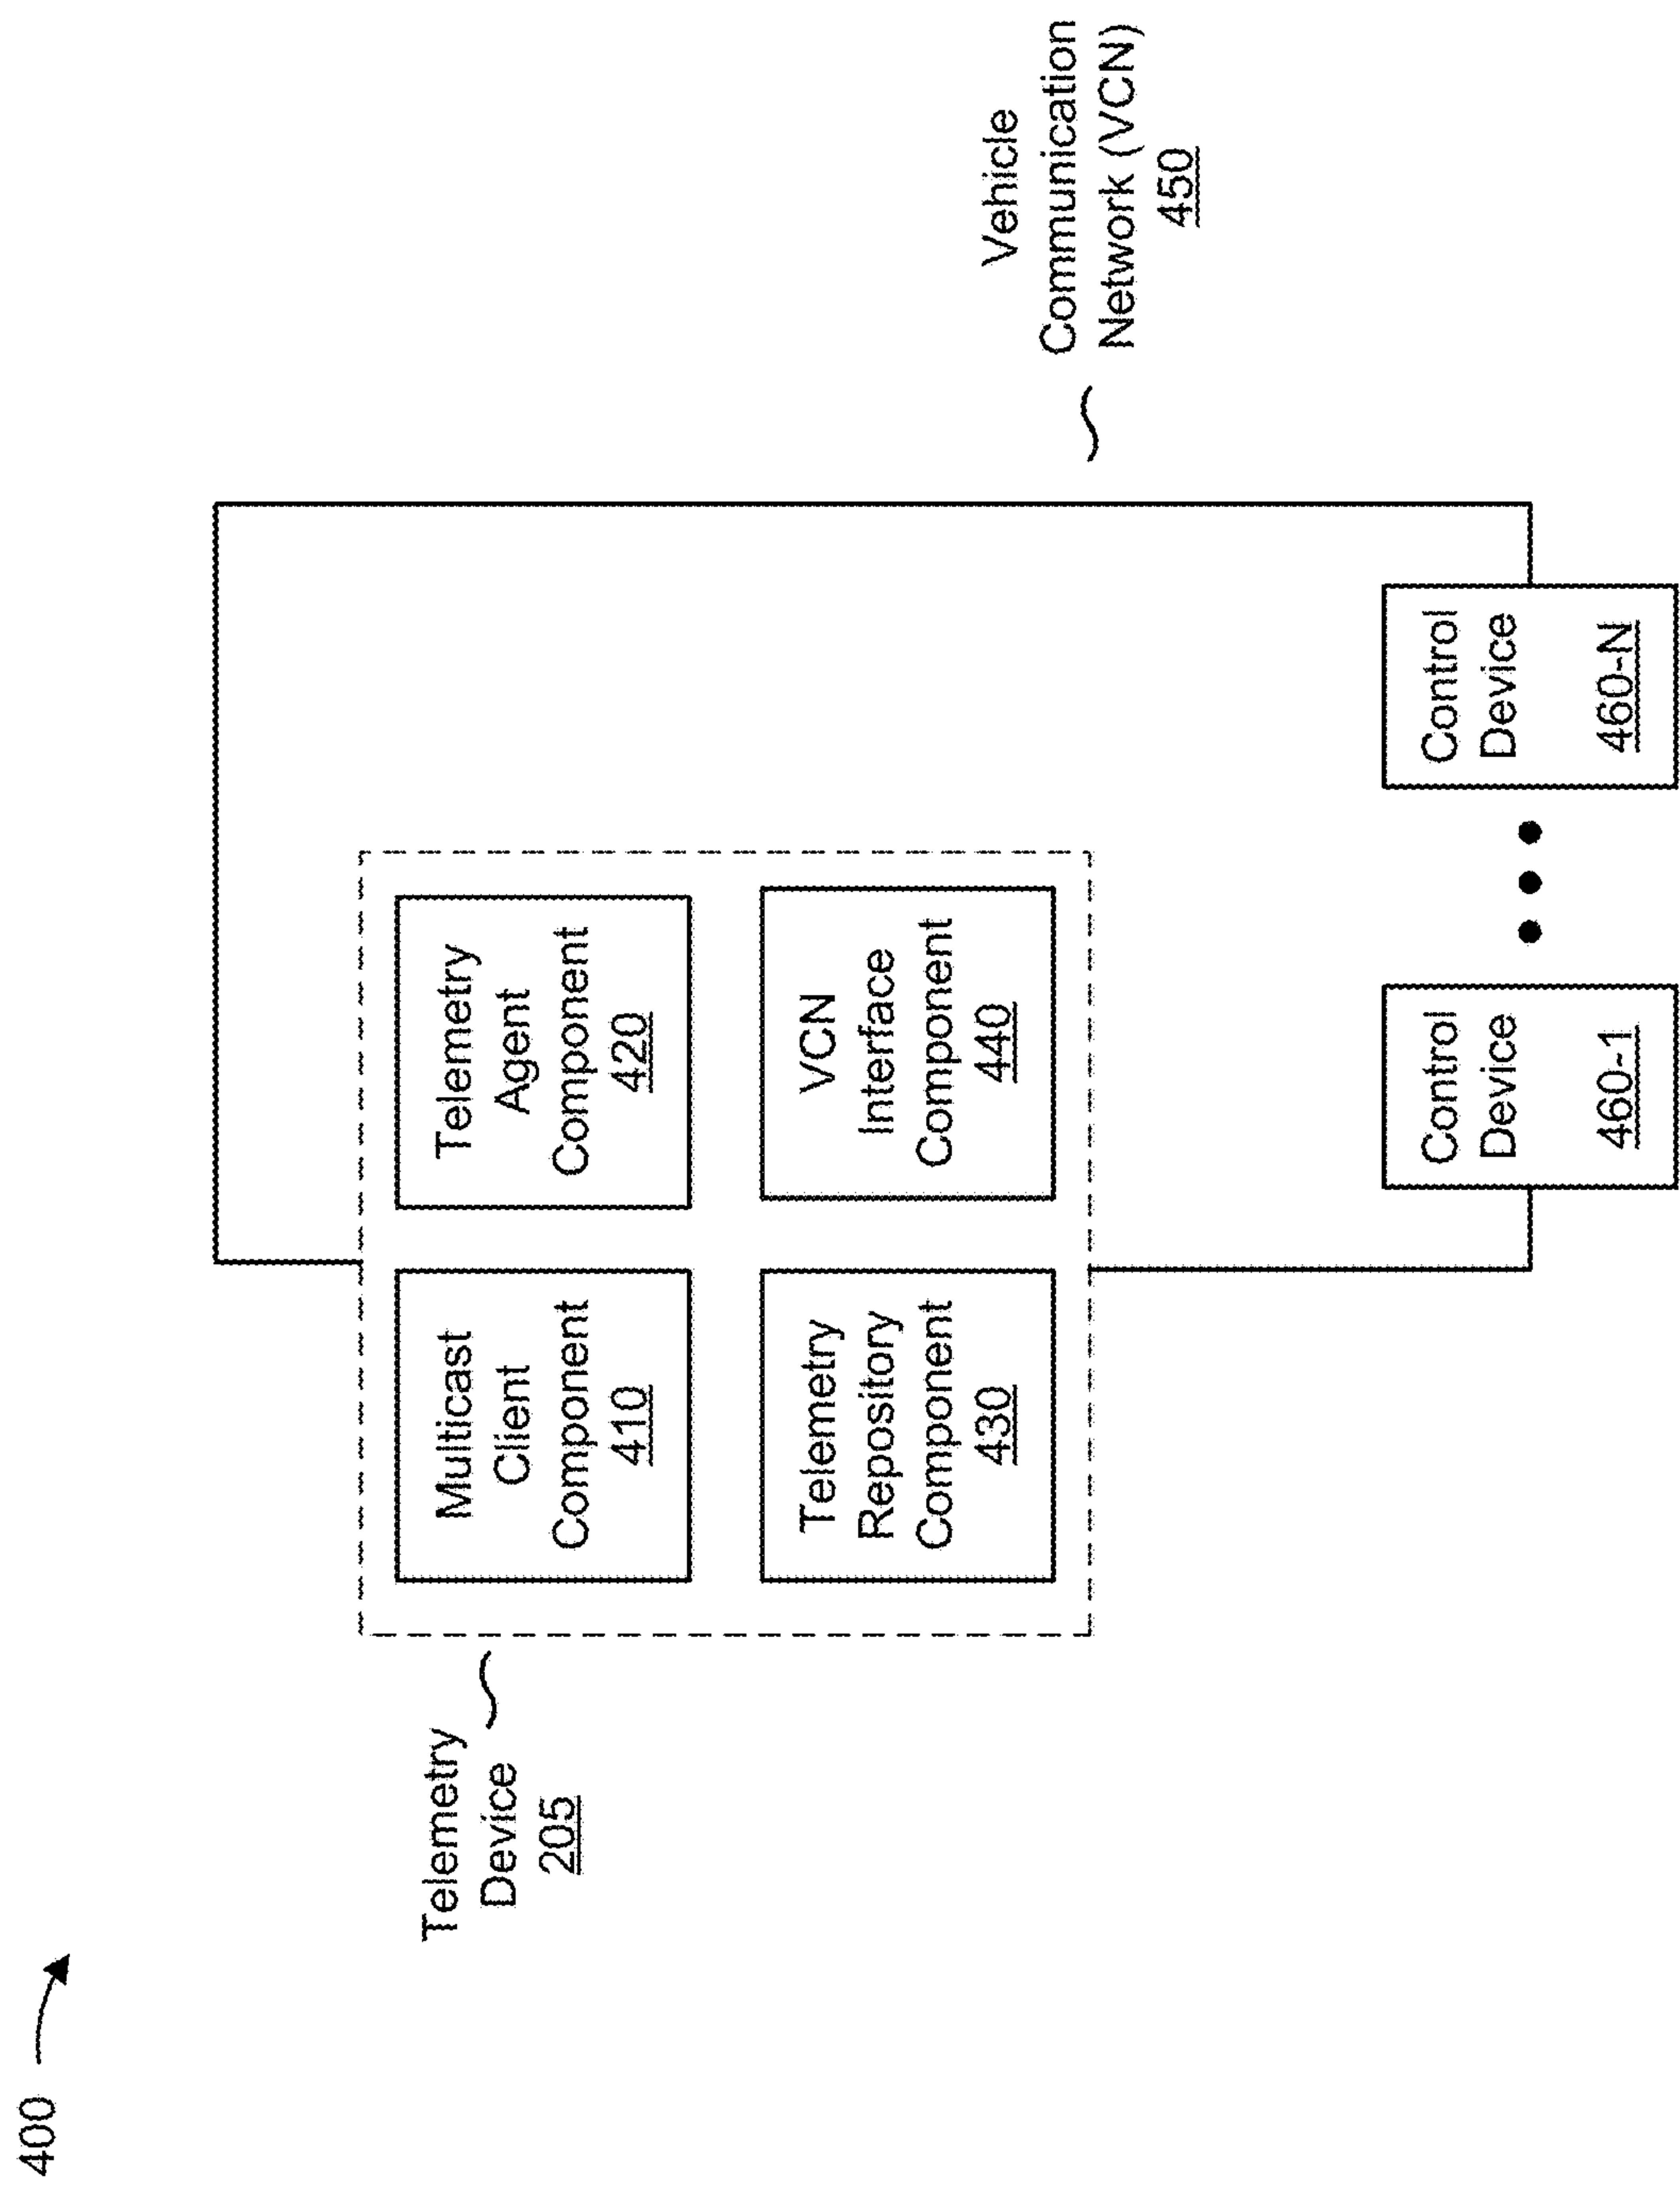 400
Telemetry
Device
205
Multicast
Client
Component
410
Telemetry
Agent
Component
420
Telemetry
Repository
Component
430
VCN
Interface
Component
440
Vehicle
Communication
Network (VCN)
450
Control
Device
460-1
Control
Device
460-N